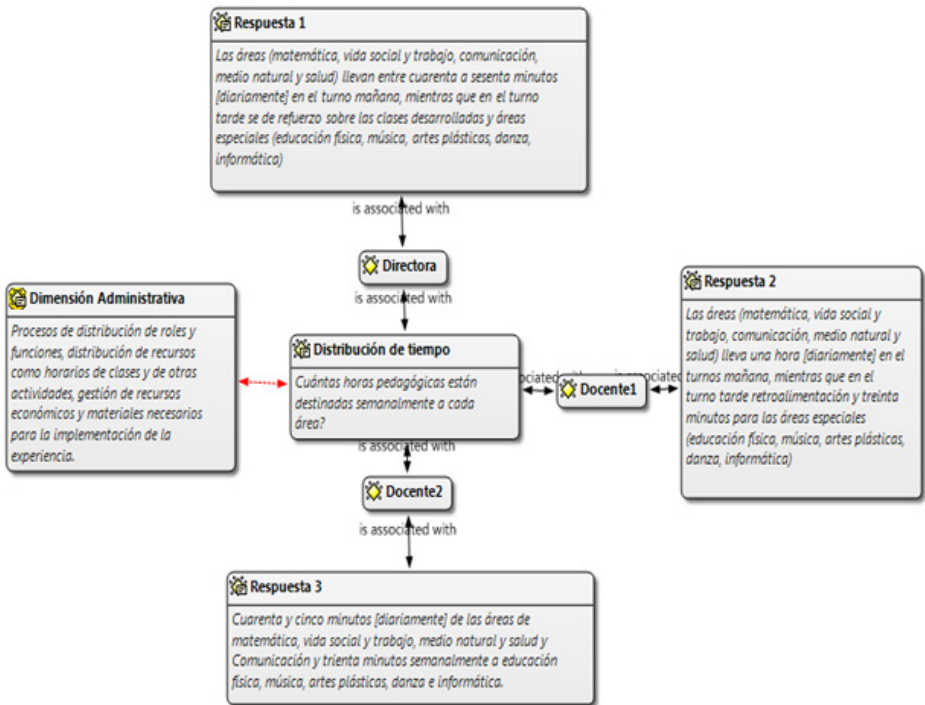 Respuesta 1
Las áreas (matemática, vida social y trabajo, comunicación,
medio natural y salud) llevan entre cuarenta a sesenta minutos
[diariamente] en el turno mañana, mientras que en el turno
tarde se de refuerzo sobre las clases desarrolladas y áreas
especiales (educación física, música, artes plásticas, danza,
informática)
is associated with
Directora
is associated with
Dimensión Administrativa
Procesos de distribución de roles y
funciones, distribución de recursos
como horarios de clases y de otras
actividades, gestión de recursos
económicos y materiales necesarios
para la implementación de la
experiencia.
Distribución de tiempo
Cuántas horas pedagógicas están
destinadas semanalmente a cada
área?
Docente1
Respuesta 2
Las áreas (matemática, vida social y
trabajo, comunicación, medio natural y
salud) lleva una hora [diariamente] en el
turnos mañana, mientras que en el
turno tarde retroalimentación y treinta
minutos para las áreas especiales
(educación física, música, artes plásticas,
danza, informática)
is associated with
Docente2
is associated with
Respuesta 3
Cuarenta y cinco minutos [diariamente] de las áreas de
matemática, vida social y trabajo, medio natural y salud y
Comunicación y trienta minutos semanalmente a educación
física, música, artes plásticas, danza e informática.